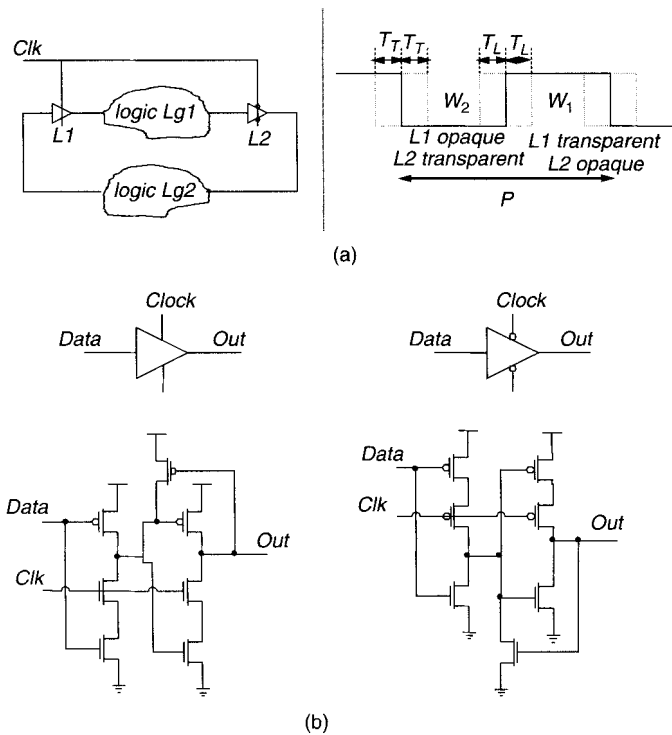 Clk
logic Lg1
L1
L2
logic Lg2
T_T T_T T_L T_L
W_2 W_1
L1 opaque
L2 transparent
L1 transparent
L2 opaque
P
(a)
Clock
Data Out
Clock
Data Out
Data
Clk
Out
Data
Clk
Out
(b)